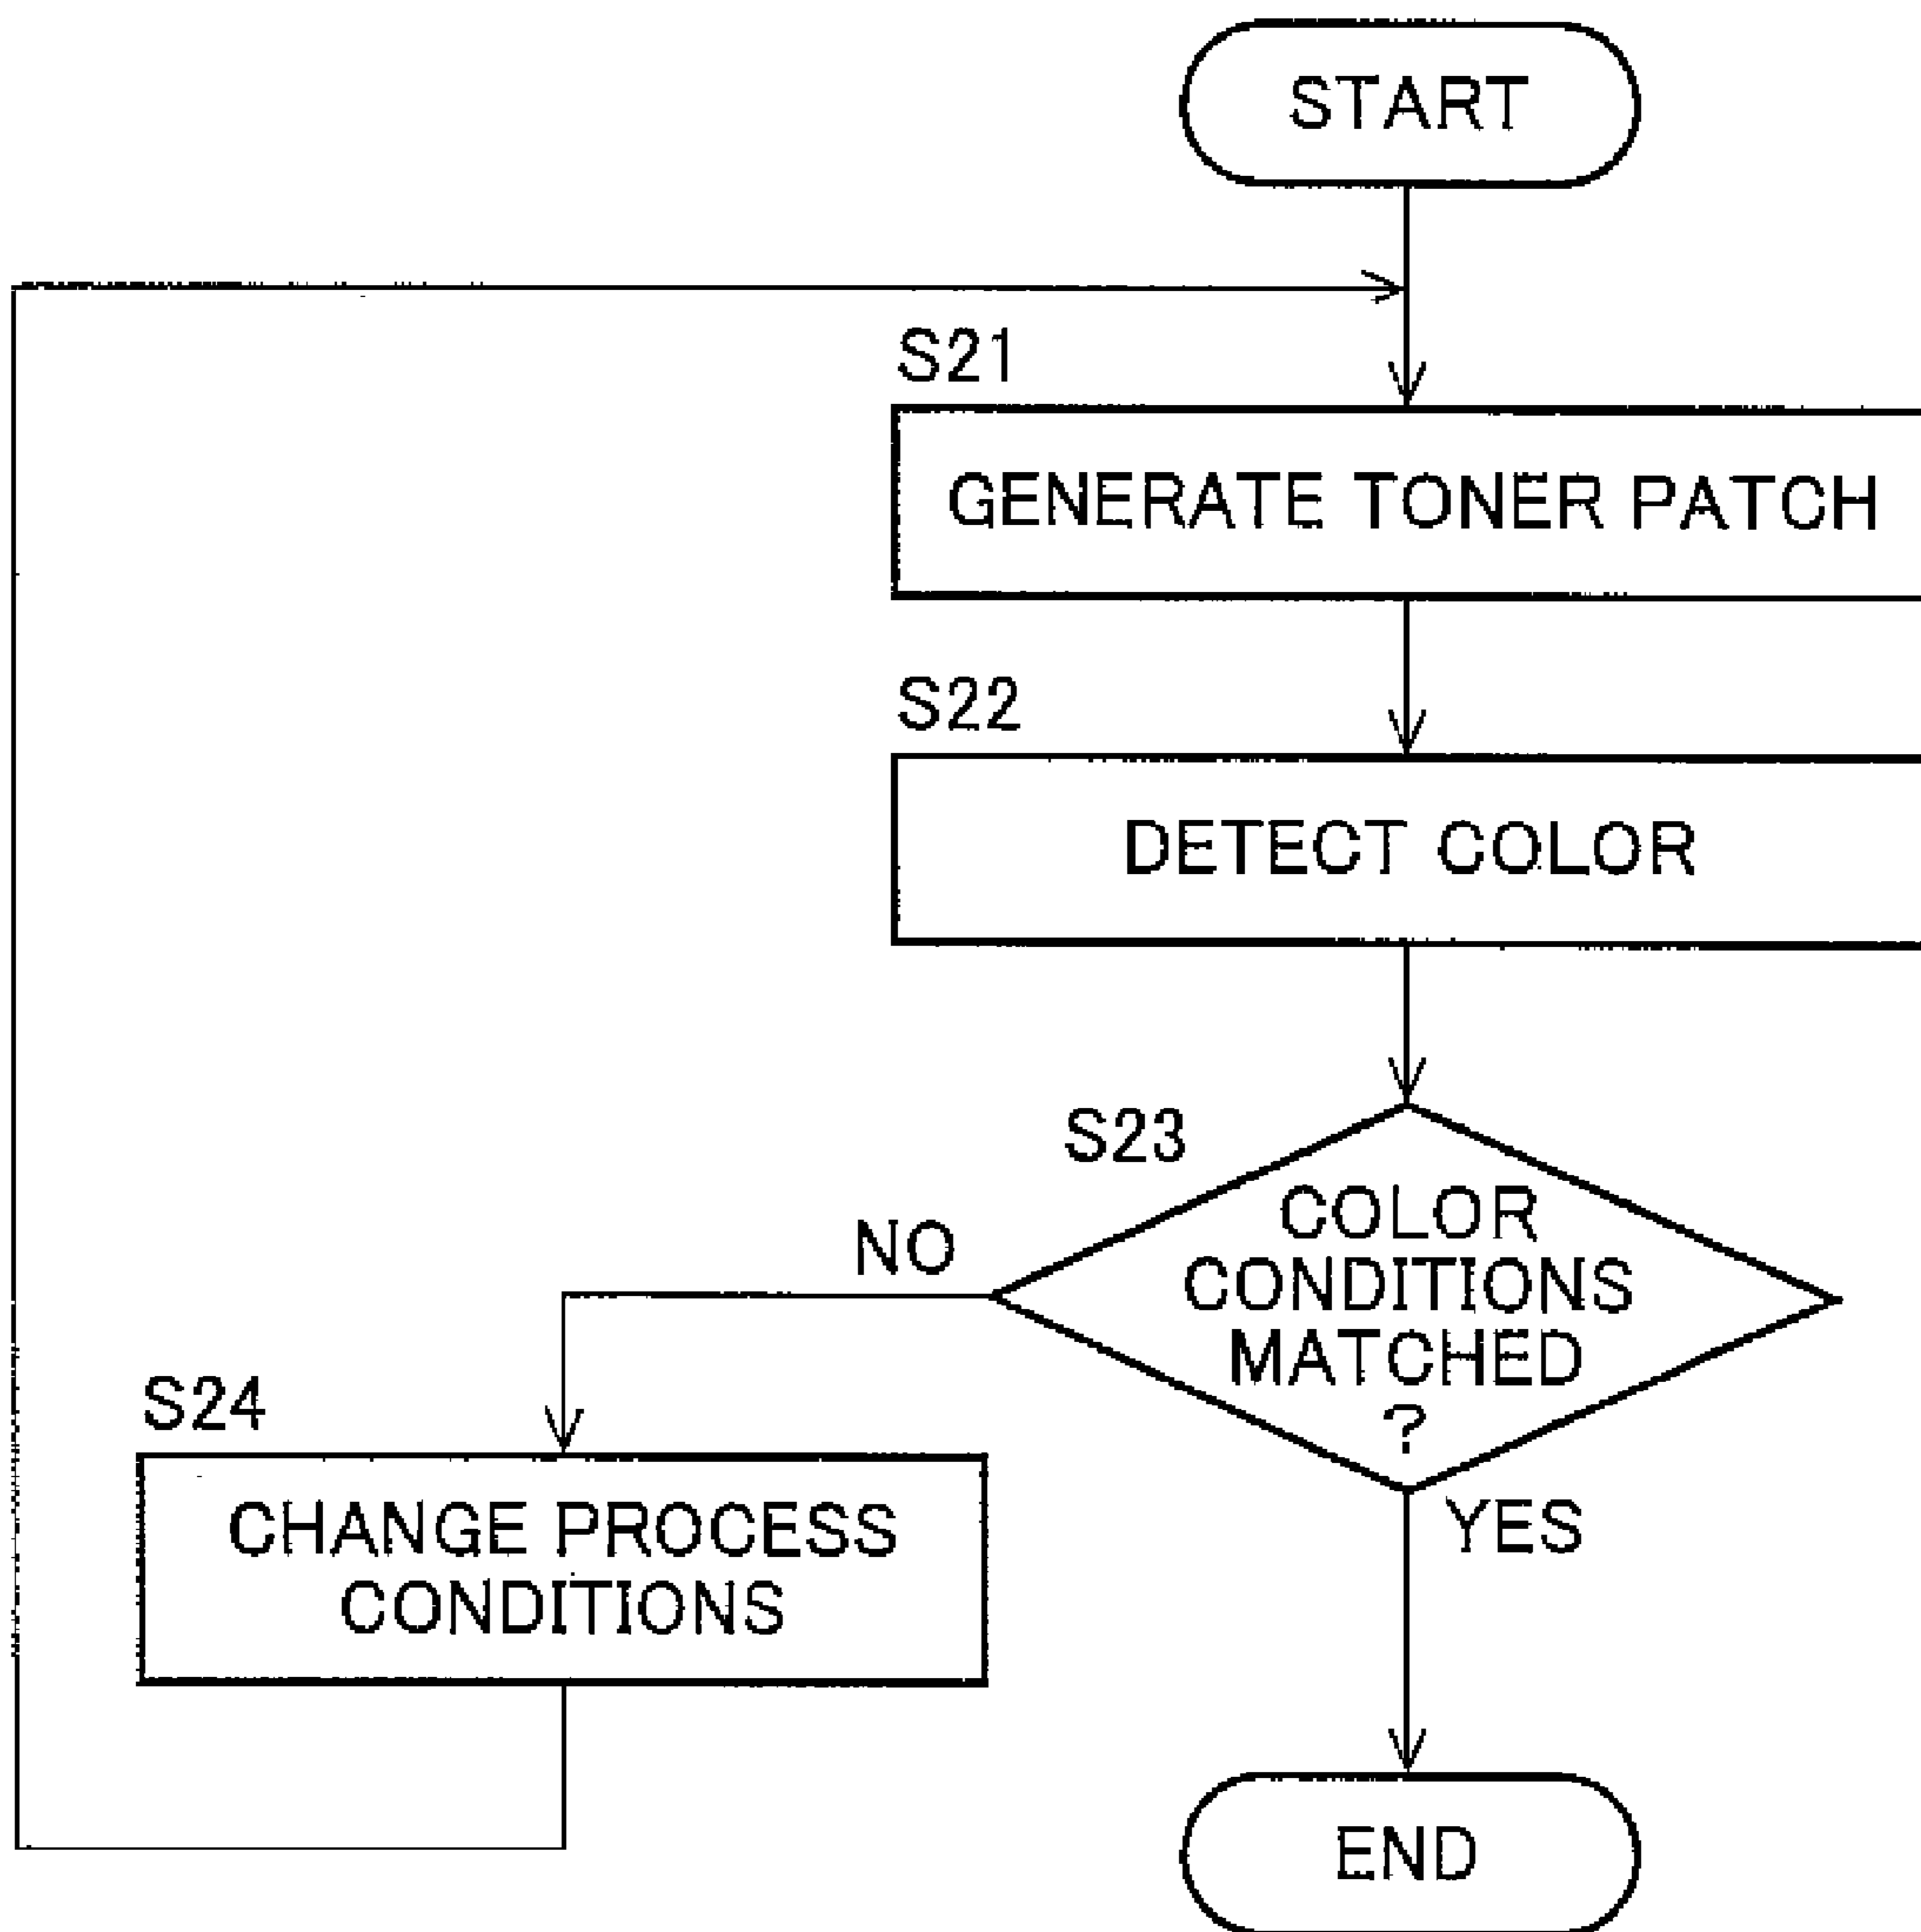 START
S21
GENERATE TONER PATCH
S22
DETECT COLOR
S23
COLOR
CONDITIONS
MATCHED
?
NO
YES
S24
CHANGE PROCESS
CONDITIONS
END